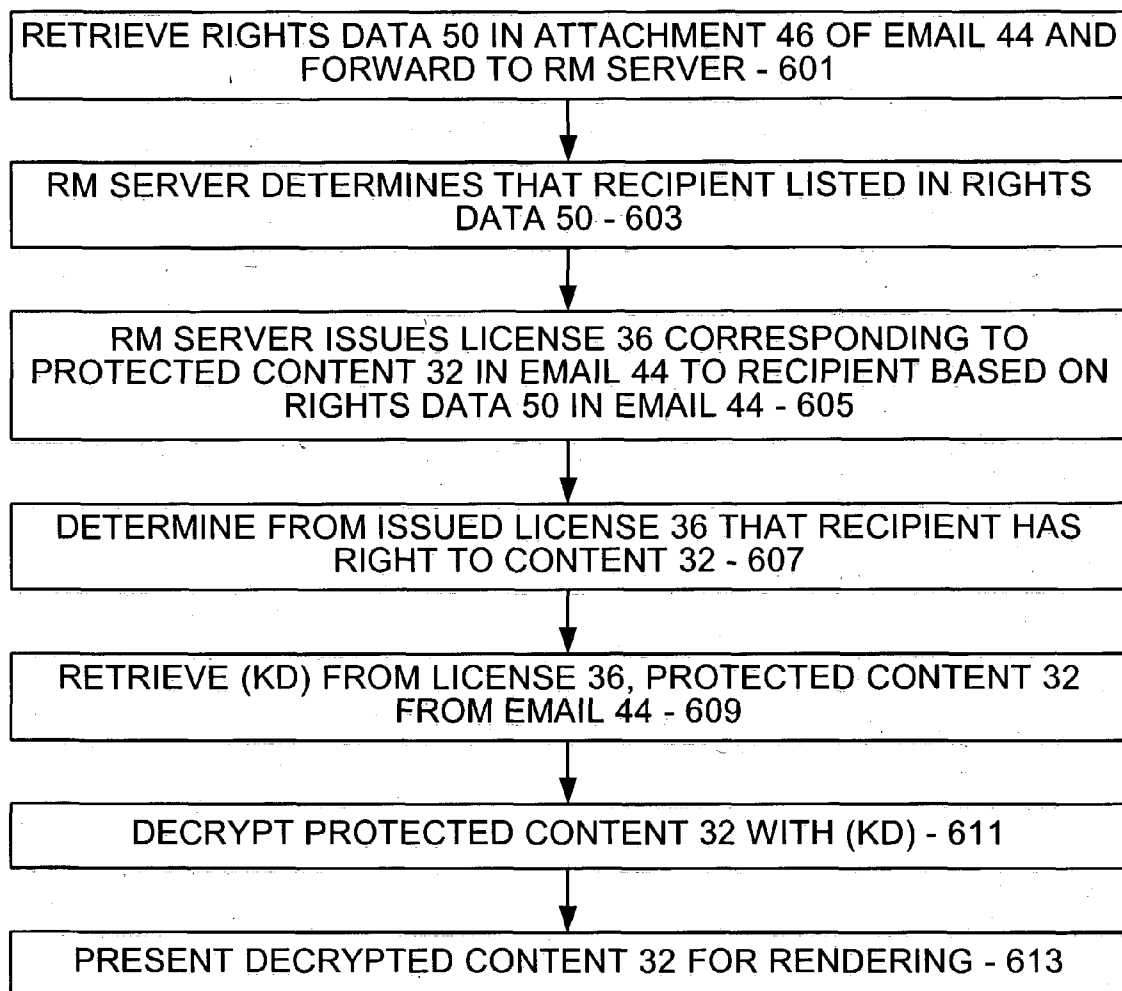 RETRIEVE RIGHTS DATA 50 IN ATTACHMENT 46 OF EMAIL 44 AND
FORWARD TO RM SERVER - 601
RM SERVER DETERMINES THAT RECIPIENT LISTED IN RIGHTS
DATA 50 - 603
RM SERVER ISSUES LICENSE 36 CORRESPONDING TO
PROTECTED CONTENT 32 IN EMAIL 44 TO RECIPIENT BASED ON
RIGHTS DATA 50 IN EMAIL 44 - 605
DETERMINE FROM ISSUED LICENSE 36 THAT RECIPIENT HAS
RIGHT TO CONTENT 32 - 607
RETRIEVE (KD) FROM LICENSE 36, PROTECTED CONTENT 32
FROM EMAIL 44 - 609
DECRYPT PROTECTED CONTENT 32 WITH (KD) - 611
PRESENT DECRYPTED CONTENT 32 FOR RENDERING - 613